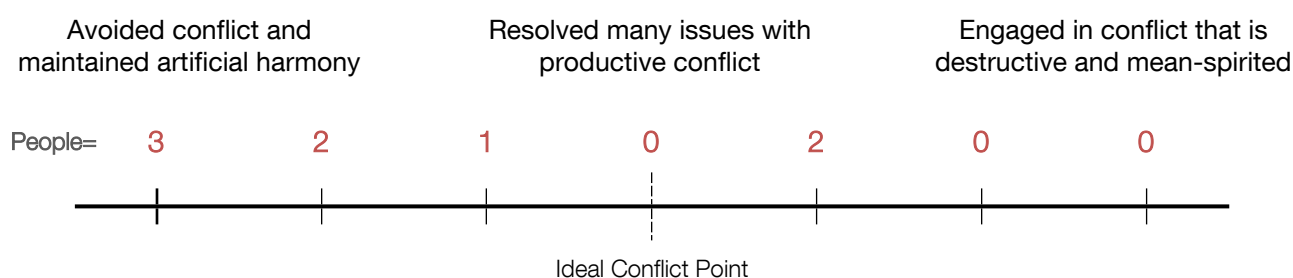 Avoided conflict and
maintained artificial harmony
Resolved many issues with
productive conflict
Engaged in conflict that is
destructive and mean-spirited
People= 3 2 1 0 2 0 0
Ideal Conflict Point